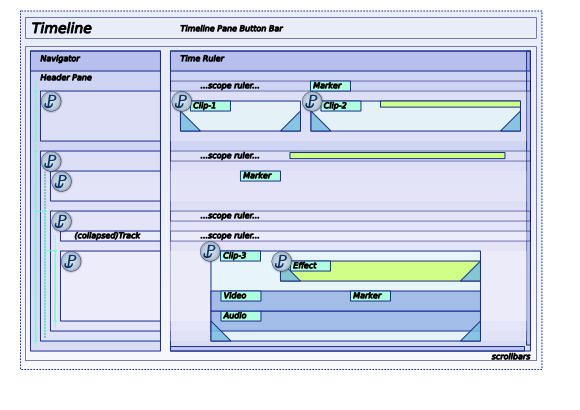 Timeline
Timeline Pane Button Bar
Navigator
Time Ruler
Header Pane
...scope ruler...
Marker
Clip-1
Clip-2
...scope ruler...
Marker
...scope ruler...
(collapsed)Track
...scope ruler...
Clip-3
Effect
Video
Marker
Audio
scrollbars